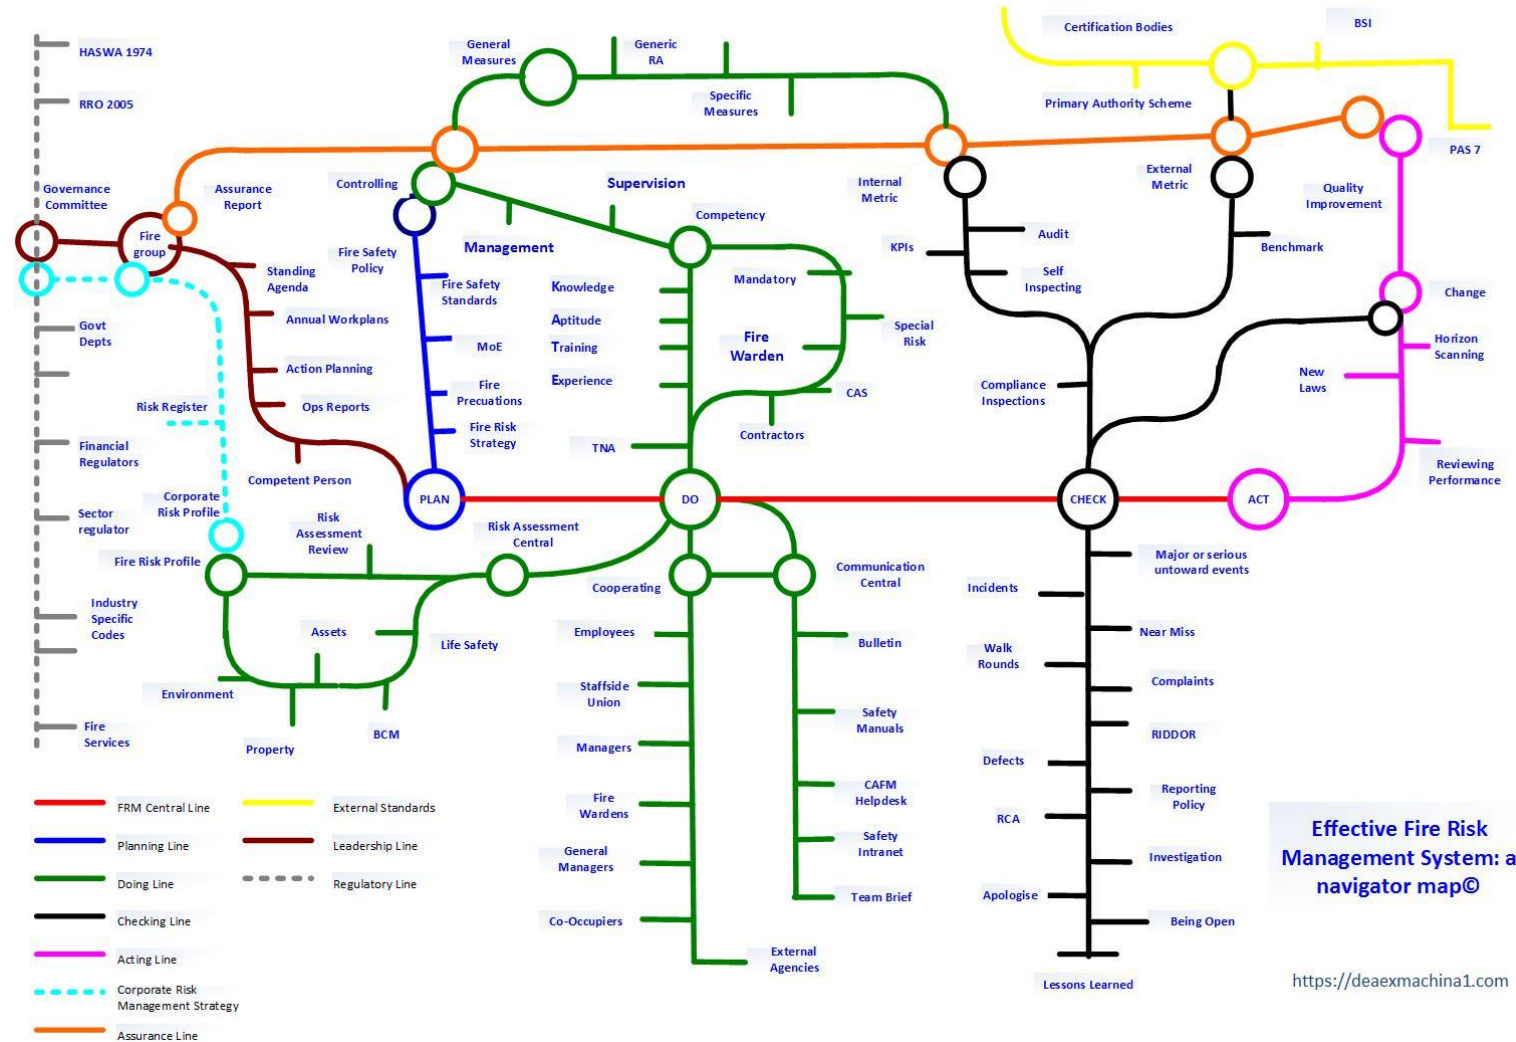 HASWA 1974
RRO 2005
Governance
Committee
Fire
group
Assurance
Report
Standing
Agenda
Annual Workplans
Action Planning
Ops Reports
Competent Person
Govt
Depts
Risk Register
Financial
Regulators
Corporate
Risk Profile
Sector
regulator
Fire Risk Profile
Industry
Specific
Codes
Fire
Services
Risk
Assessment
Review
Risk Assessment
Central
Assets
Life Safety
Environment
Property
BCM
General
Measures
Generic
RA
Specific
Measures
Controlling
Supervision
Management
Competency
Fire Safety
Policy
Fire Safety
Standards
MoE
Fire
Precuations
Fire Risk
Strategy
PLAN
Knowledge
Aptitude
Training
Experience
TNA
Mandatory
Fire
Warden
Special
Risk
CAS
Contractors
DO
Cooperating
Communication
Central
Employees
Staffside
Union
Managers
Fire
Wardens
General
Managers
Co-Occupiers
External
Agencies
Bulletin
Safety
Manuals
CAFM
Helpdesk
Safety
Intranet
Team Brief
Certification Bodies
BSI
Primary Authority Scheme
PAS 7
Internal
Metric
External
Metric
Quality
Improvement
KPIs
Audit
Self
Inspecting
Benchmark
Change
Horizon
Scanning
New
Laws
Compliance
Inspections
Reviewing
Performance
CHECK
ACT
Major or serious
untoward events
Incidents
Near Miss
Walk
Rounds
Complaints
RIDDOR
Defects
Reporting
Policy
RCA
Investigation
Apologise
Being Open
Lessons Learned
FRM Central Line
Planning Line
Doing Line
Checking Line
Acting Line
Corporate Risk
Management Strategy
Assurance Line
External Standards
Leadership Line
Regulatory Line
Effective Fire Risk
Management System: a
navigator map©
https://deaexmachina1.com